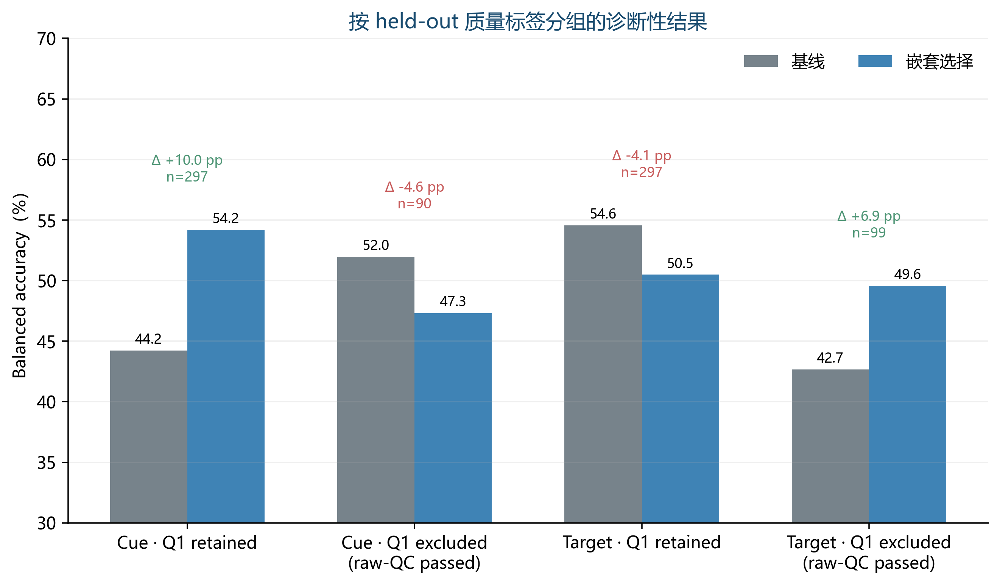 按 held-out 质量标签分组的诊断性结果
基线
嵌套选择
Balanced accuracy (%)
70
65
60
55
50
45
40
35
30
Δ +10.0 pp
n=297
Δ -4.6 pp
n=90
Δ -4.1 pp
n=297
Δ +6.9 pp
n=99
44.2
54.2
52.0
47.3
54.6
50.5
42.7
49.6
Cue · Q1 retained
Cue · Q1 excluded
(raw-QC passed)
Target · Q1 retained
Target · Q1 excluded
(raw-QC passed)